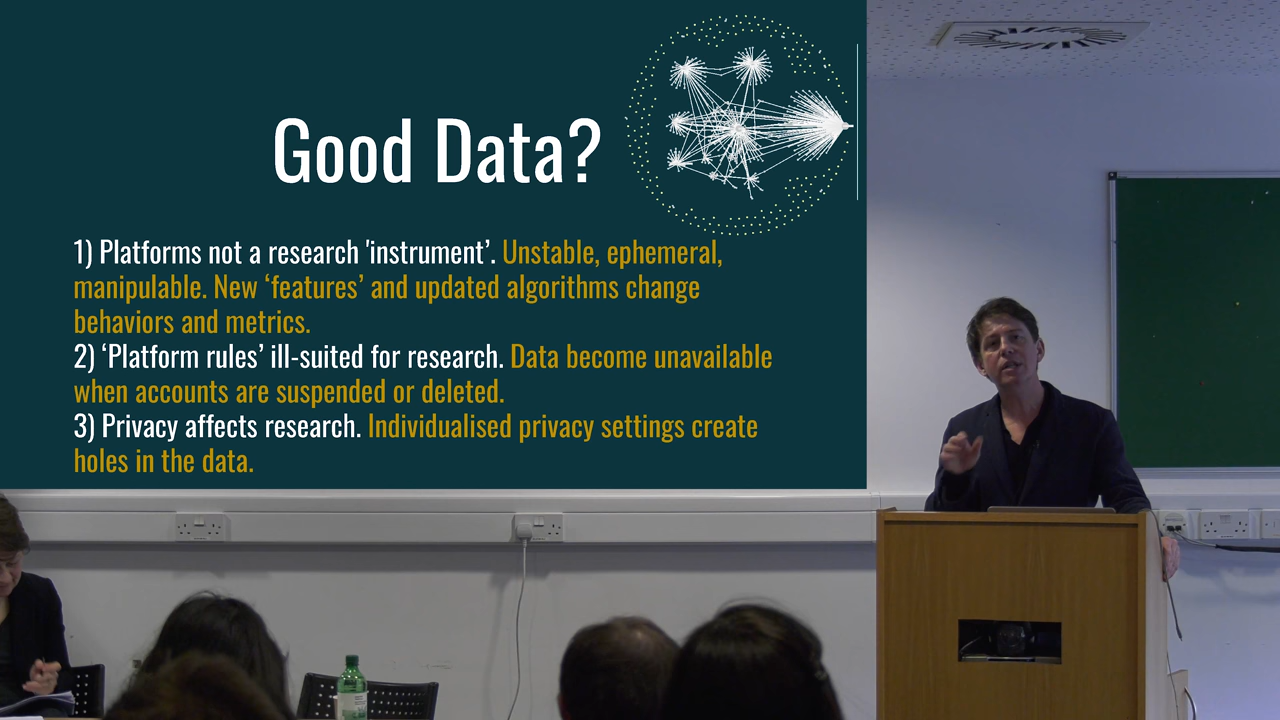 Good Data?
1) Platforms not a research 'instrument’. Unstable, ephemeral,
manipulable. New ‘features’ and updated algorithms change
behaviors and metrics.
2) ‘Platform rules’ ill-suited for research. Data become unavailable
when accounts are suspended or deleted.
3) Privacy affects research. Individualised privacy settings create
holes in the data.